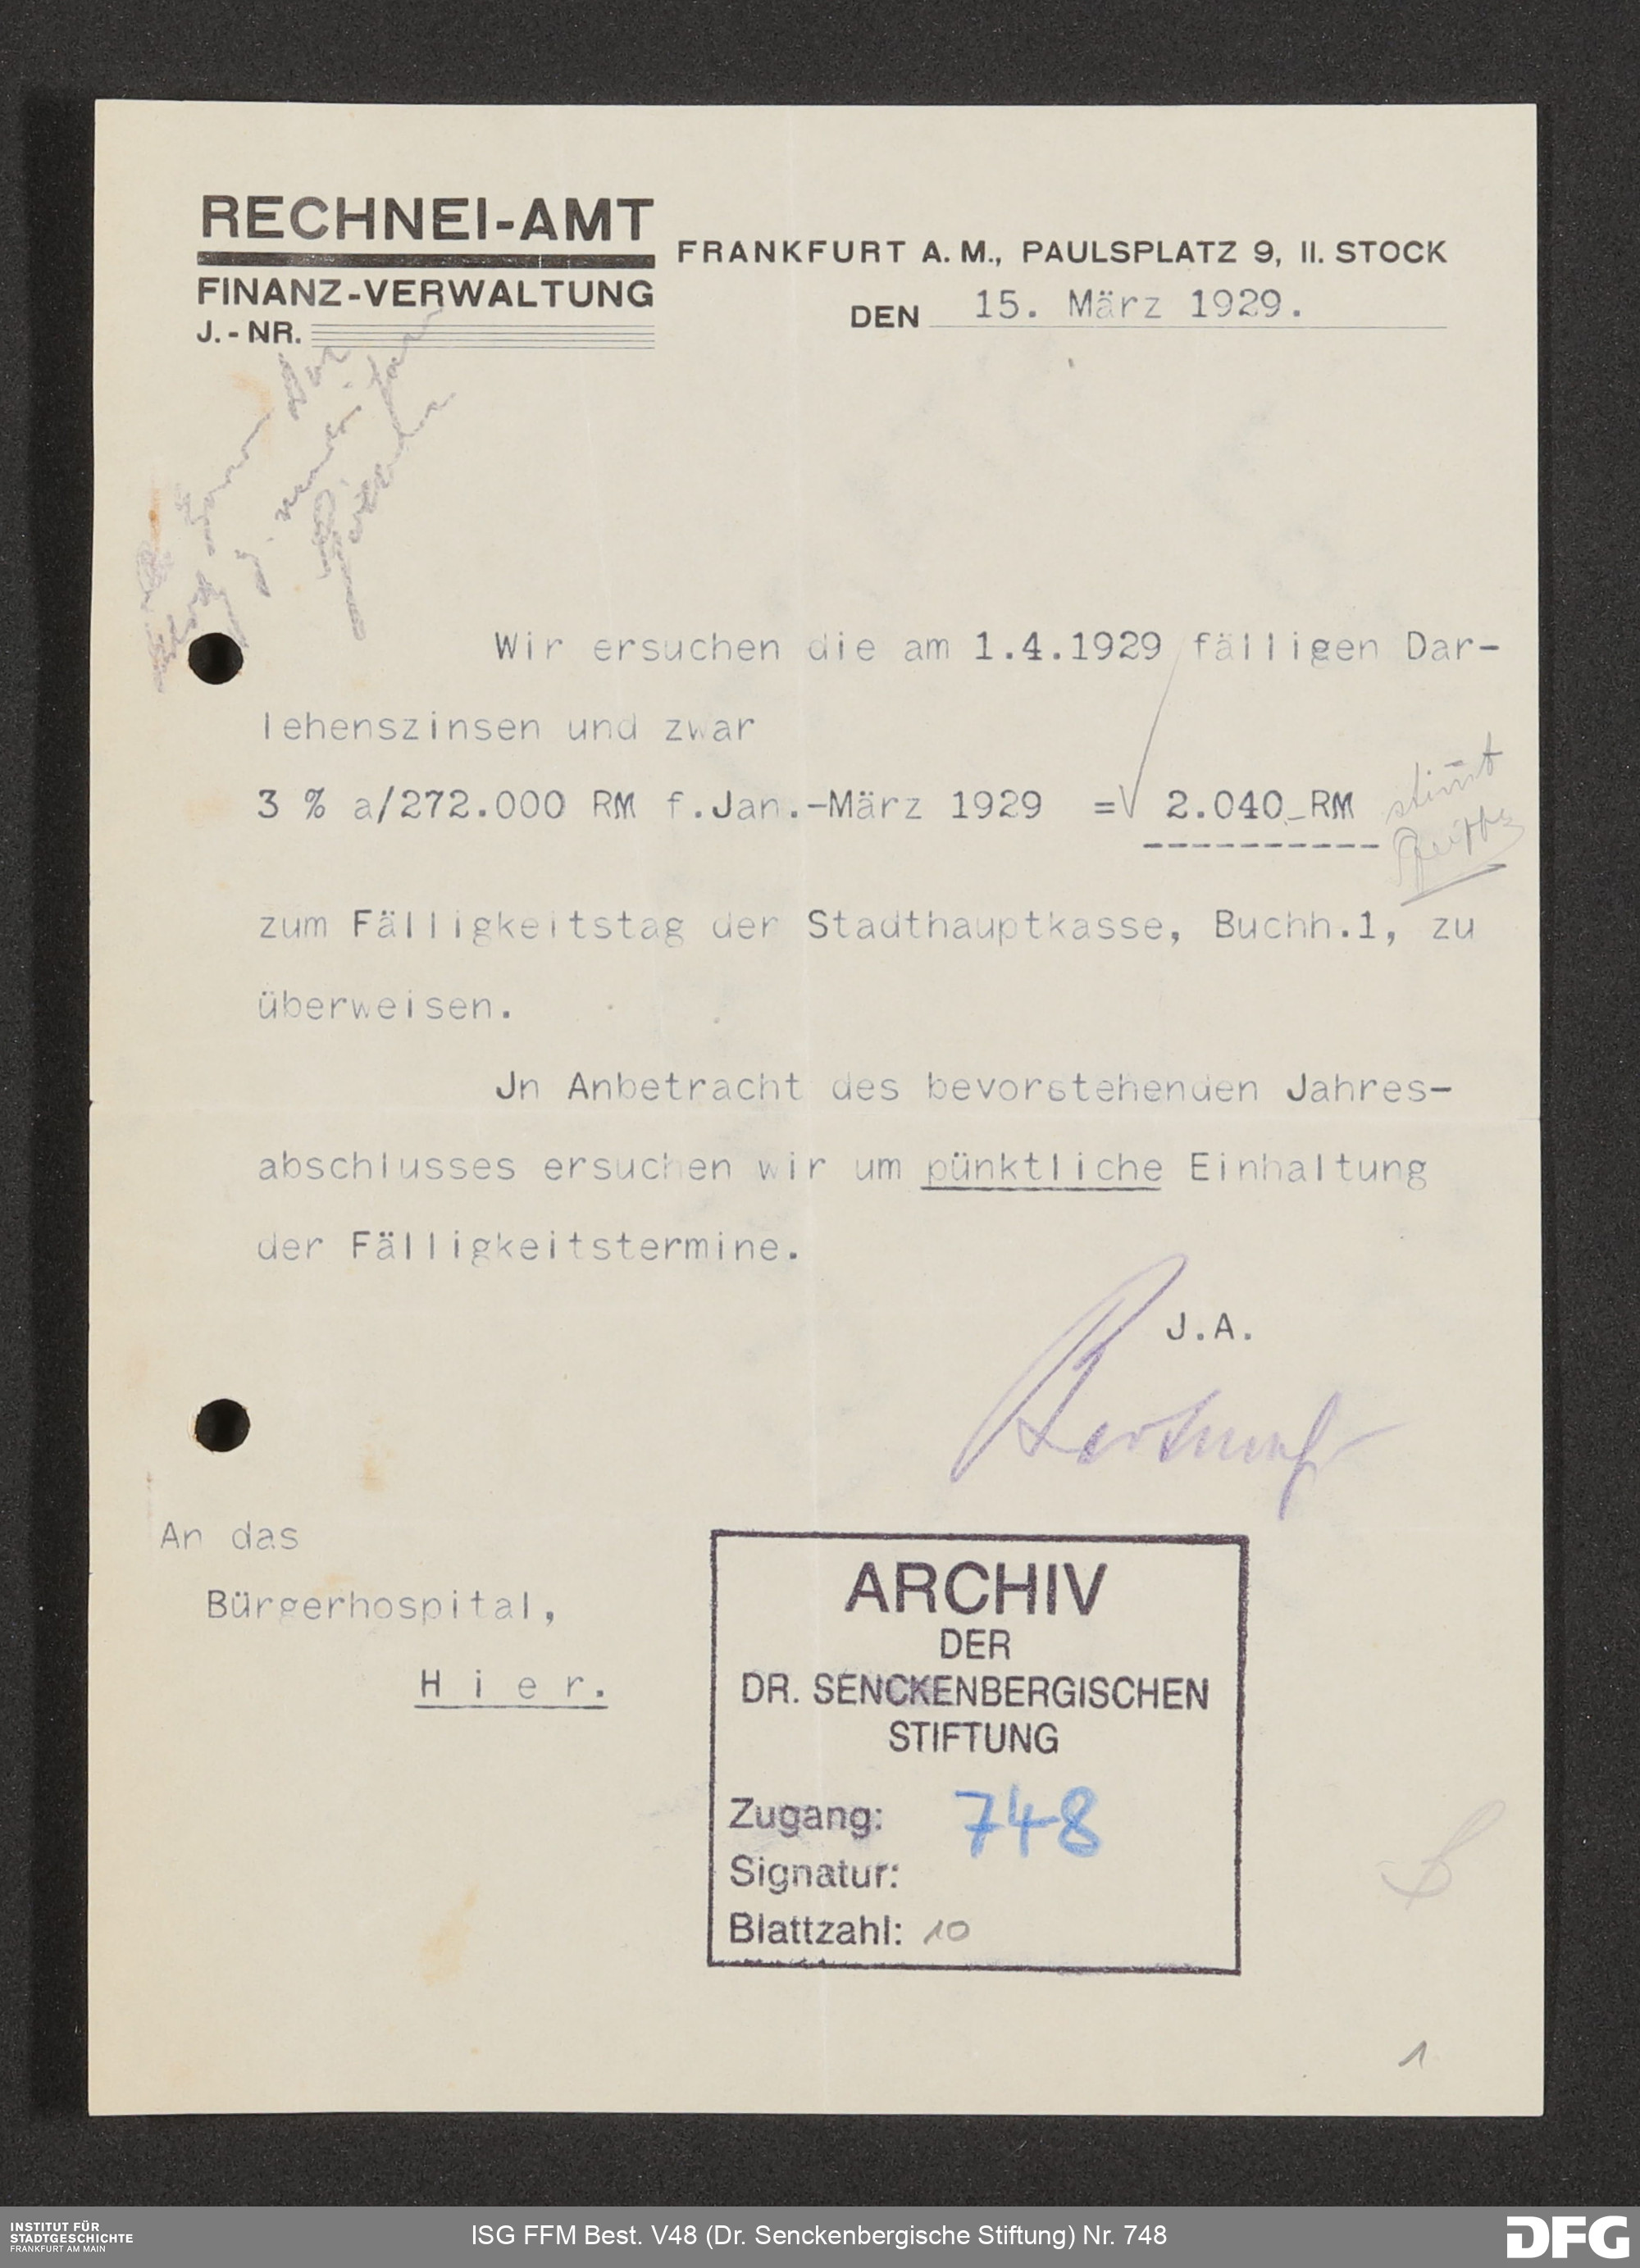 RECHNEI-AMT
FINANZ-VERWALTUNG
J.-NR.
FRANKFURT A. M., PAULSPLATZ 9, II. STOCK
DEN 15. März 1929.
Wir ersuchen die am 1.4.1929 fälligen Dar-
lehenszinsen und zwar
3 % a/272.000 RM f.Jan.-März 1929 = 2.040_RM
stimt
zum Fälligkeitstag der Stadthauptkasse, Buchh.1, zu
überweisen.
Jn Anbetracht des bevorstehenden Jahres-
abschlusses ersuchen wir um pünktliche Einhaltung
der Fälligkeitstermine.
J.A.
An das
Bürgerhospital,
H i e r.
ARCHIV
DER
DR. SENCKENBERGISCHEN
STIFTUNG
Zugang: 748
Signatur:
Blattzahl: 10
1
INSTITUT FÜR
STADTGESCHICHTE
FRANKFURT AM MAIN
ISG FFM Best. V48 (Dr. Senckenbergische Stiftung) Nr. 748
DFG